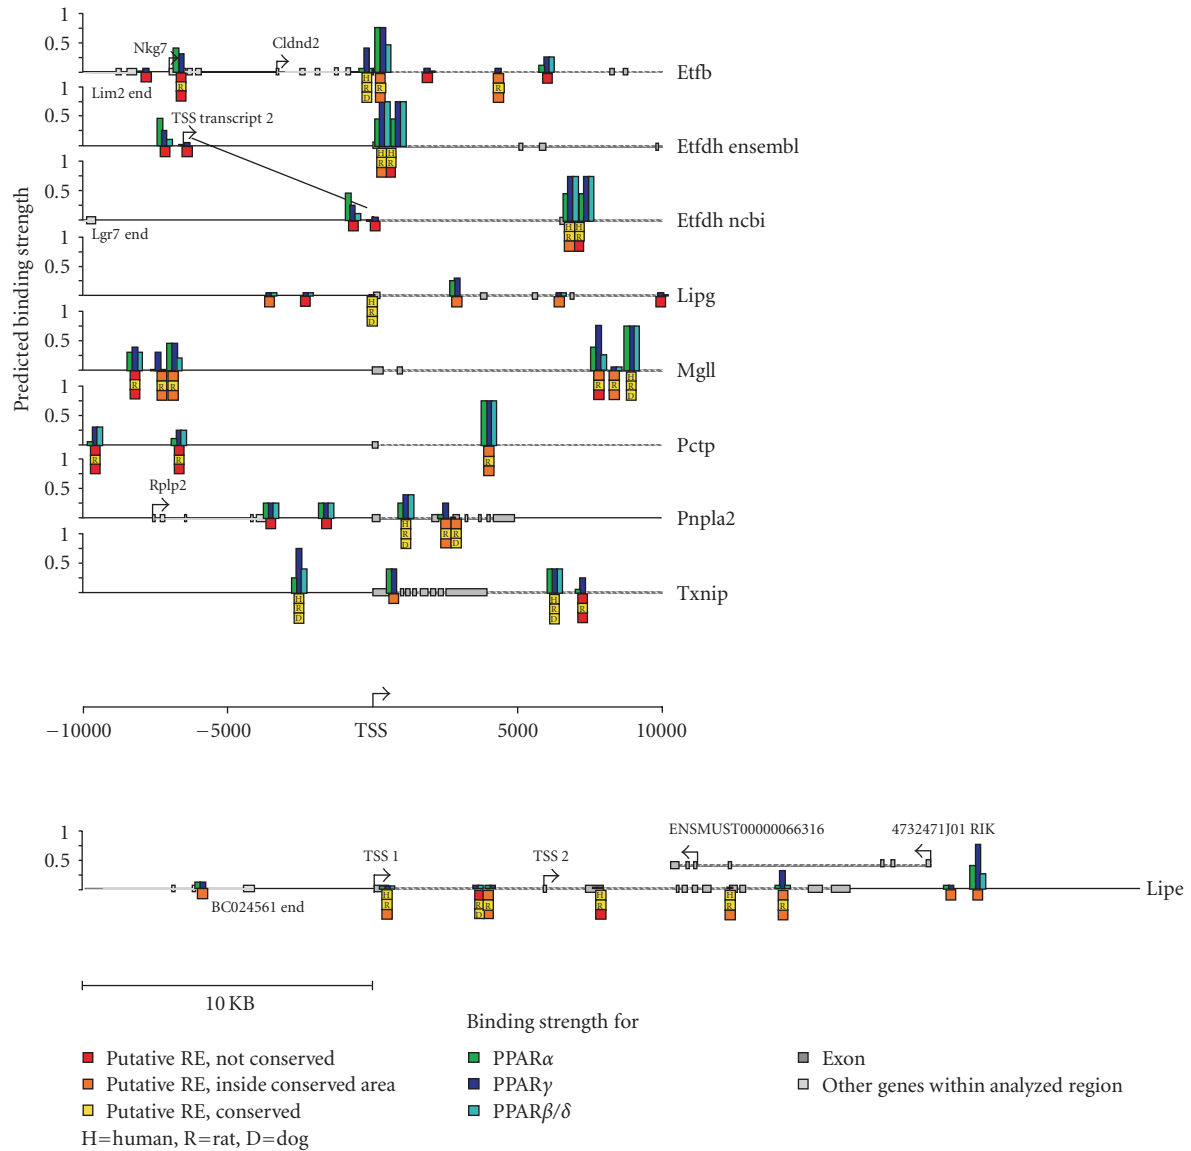 Predicted binding strength
1
0.5
Nkg7
Cldnd2
Lim2 end
H
R
R
R
R
D
Etfb
1
0.5
TSS transcript 2
H
H
R
R
Etfdh ensembl
1
0.5
Lgr7 end
H
H
R
R
Etfdh ncbi
1
0.5
H
R
D
Lipg
1
0.5
R
R
R
R
R
H
R
D
Mgll
1
0.5
R
R
R
Pctp
1
0.5
Rplp2
H
R
D
R
R
D
Pnpla2
1
0.5
H
R
D
H
R
D
R
Txnip
−10000
−5000
TSS
5000
10000
1
0.5
BC024561 end
TSS 1
TSS 2
ENSMUST00000066316
4732471J01 RIK
H
R
R
D
R
H
R
H
R
R
R
Lipe
10 KB
Binding strength for
Putative RE, not conserved
Putative RE, inside conserved area
Putative RE, conserved
H=human, R=rat, D=dog
PPARα
PPARγ
PPARβ/δ
Exon
Other genes within analyzed region